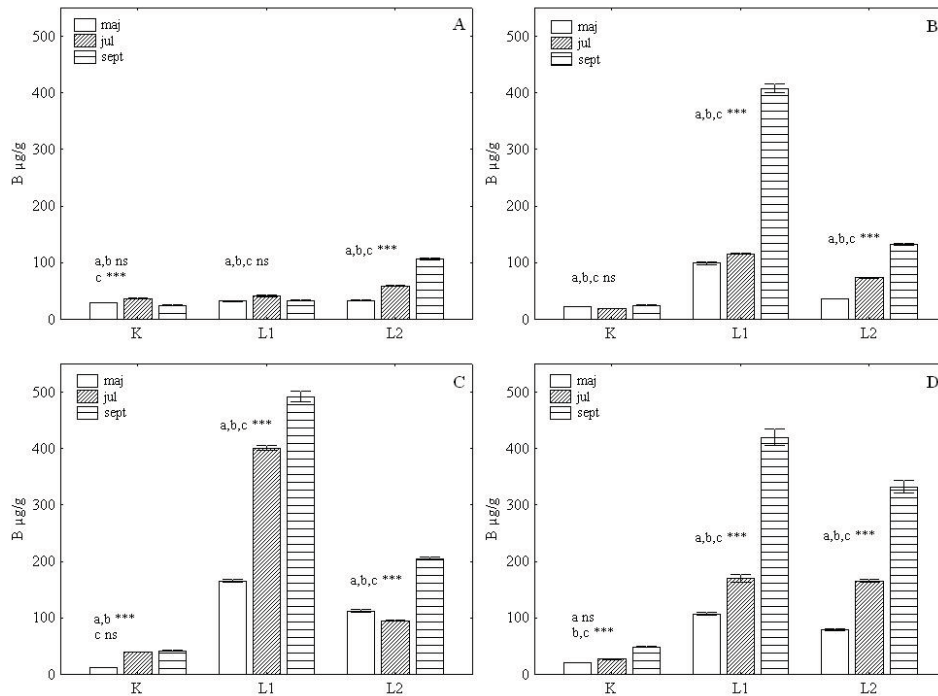 A
maj
jul
sept
B µg/g
500
400
300
200
100
0
a,b ns
c ***
a,b,c ns
a,b,c ***
K
L1
L2
B
maj
jul
sept
B µg/g
500
400
300
200
100
0
a,b,c ns
a,b,c ***
a,b,c ***
K
L1
L2
C
maj
jul
sept
B µg/g
500
400
300
200
100
0
a,b ***
c ns
a,b,c ***
a,b,c ***
K
L1
L2
D
maj
jul
sept
B µg/g
500
400
300
200
100
0
a ns
b,c ***
a,b,c ***
a,b,c ***
K
L1
L2